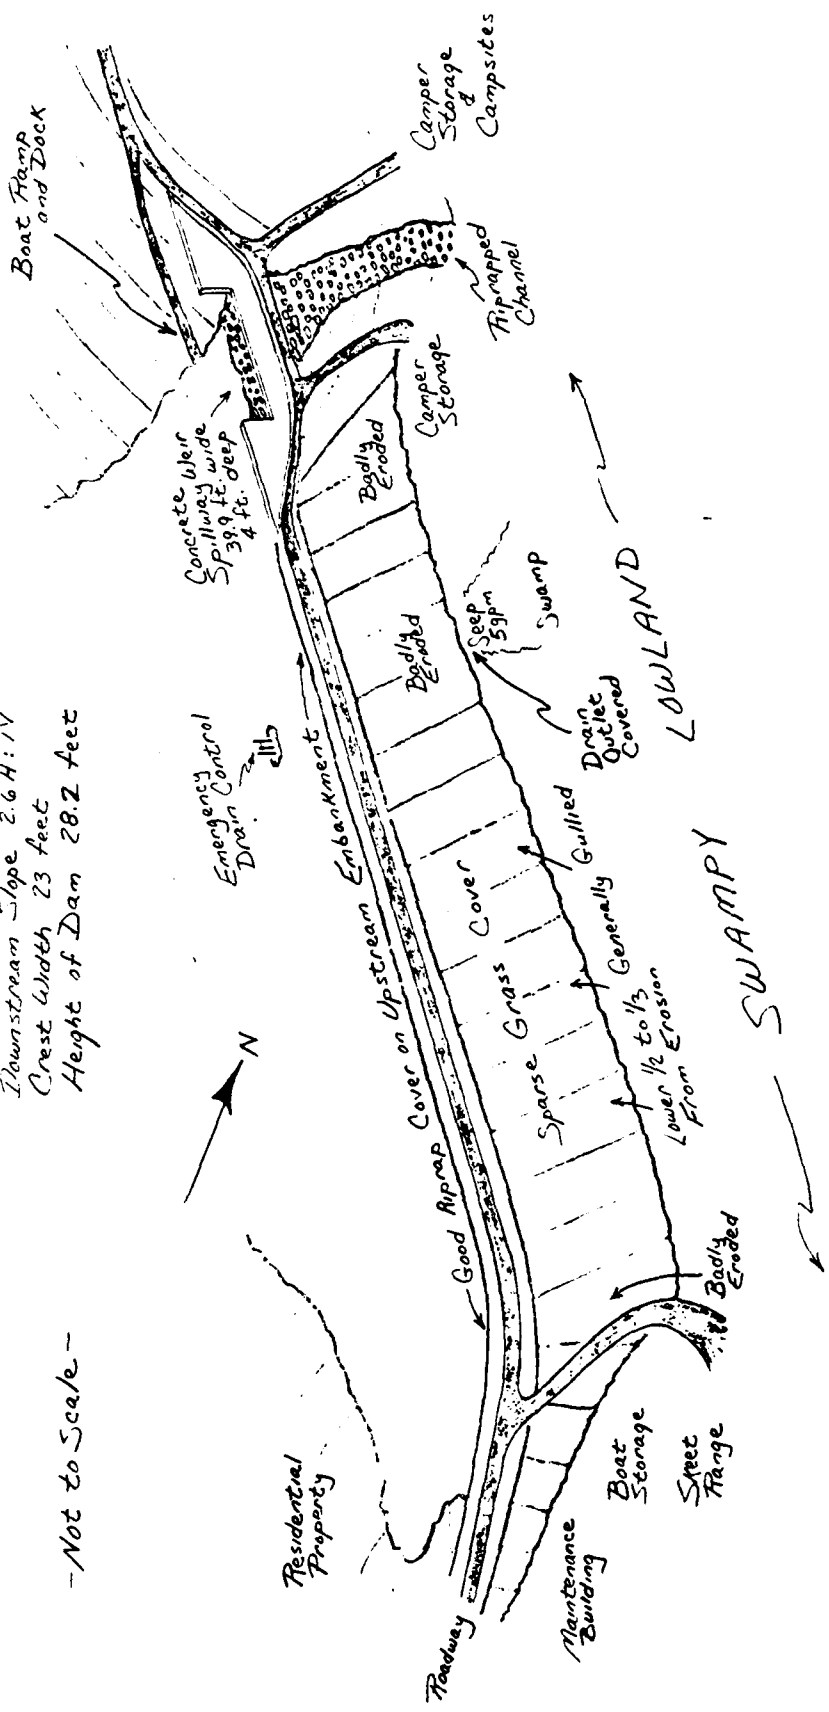 Downstream Slope 2.6 H: 1V
Crest Width 23 feet
Height of Dam 28.2 feet
- Not to Scale -
Boat Ramp
and Dock
Concrete Weir
Spillway wide
39.9 ft. deep
4 ft.
Camper
Storage
&
Campsites
Riprapped
Channel
Camper
Storage
Badly
Eroded
Badly
Eroded
Seep
5gpm
Swamp
Drain
Outlet
Covered
LOWLAND
SWAMPY
Emergency
Drain Control
N
Good Riprap Cover on Upstream Embankment
Sparse Grass Cover
Generally Gullied
Lower 1/2 to 1/3
From Erosion
Badly
Eroded
Residential
Property
Roadway
Maintenance
Building
Boat
Storage
Skeet
Range